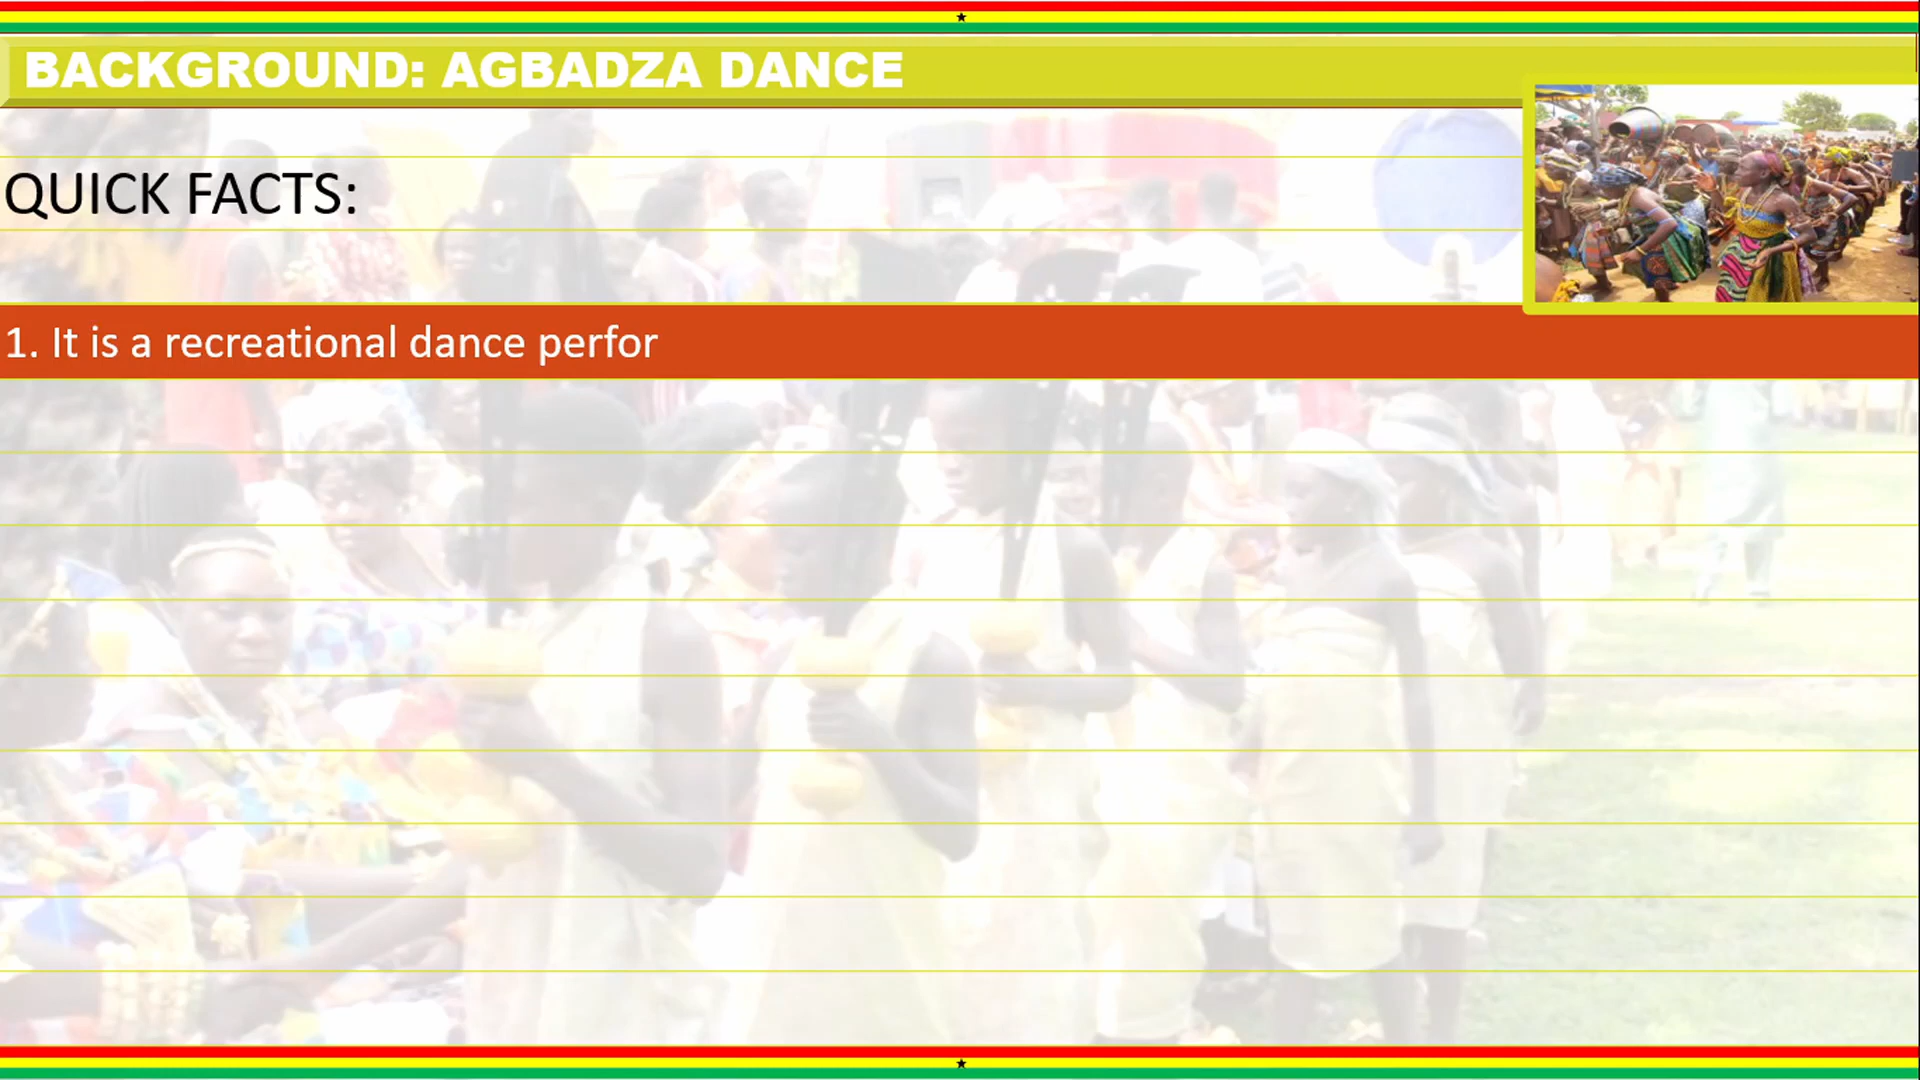 BACKGROUND: AGBADZA DANCE
QUICK FACTS:
1. It is a recreational dance perfor